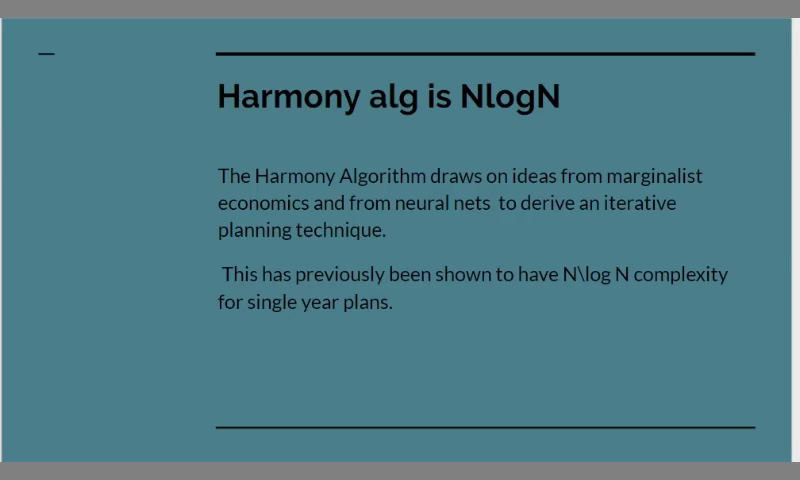 Harmony alg is NlogN
The Harmony Algorithm draws on ideas from marginalist
economics and from neural nets  to derive an iterative
planning technique.
This has previously been shown to have N\log N complexity
for single year plans.